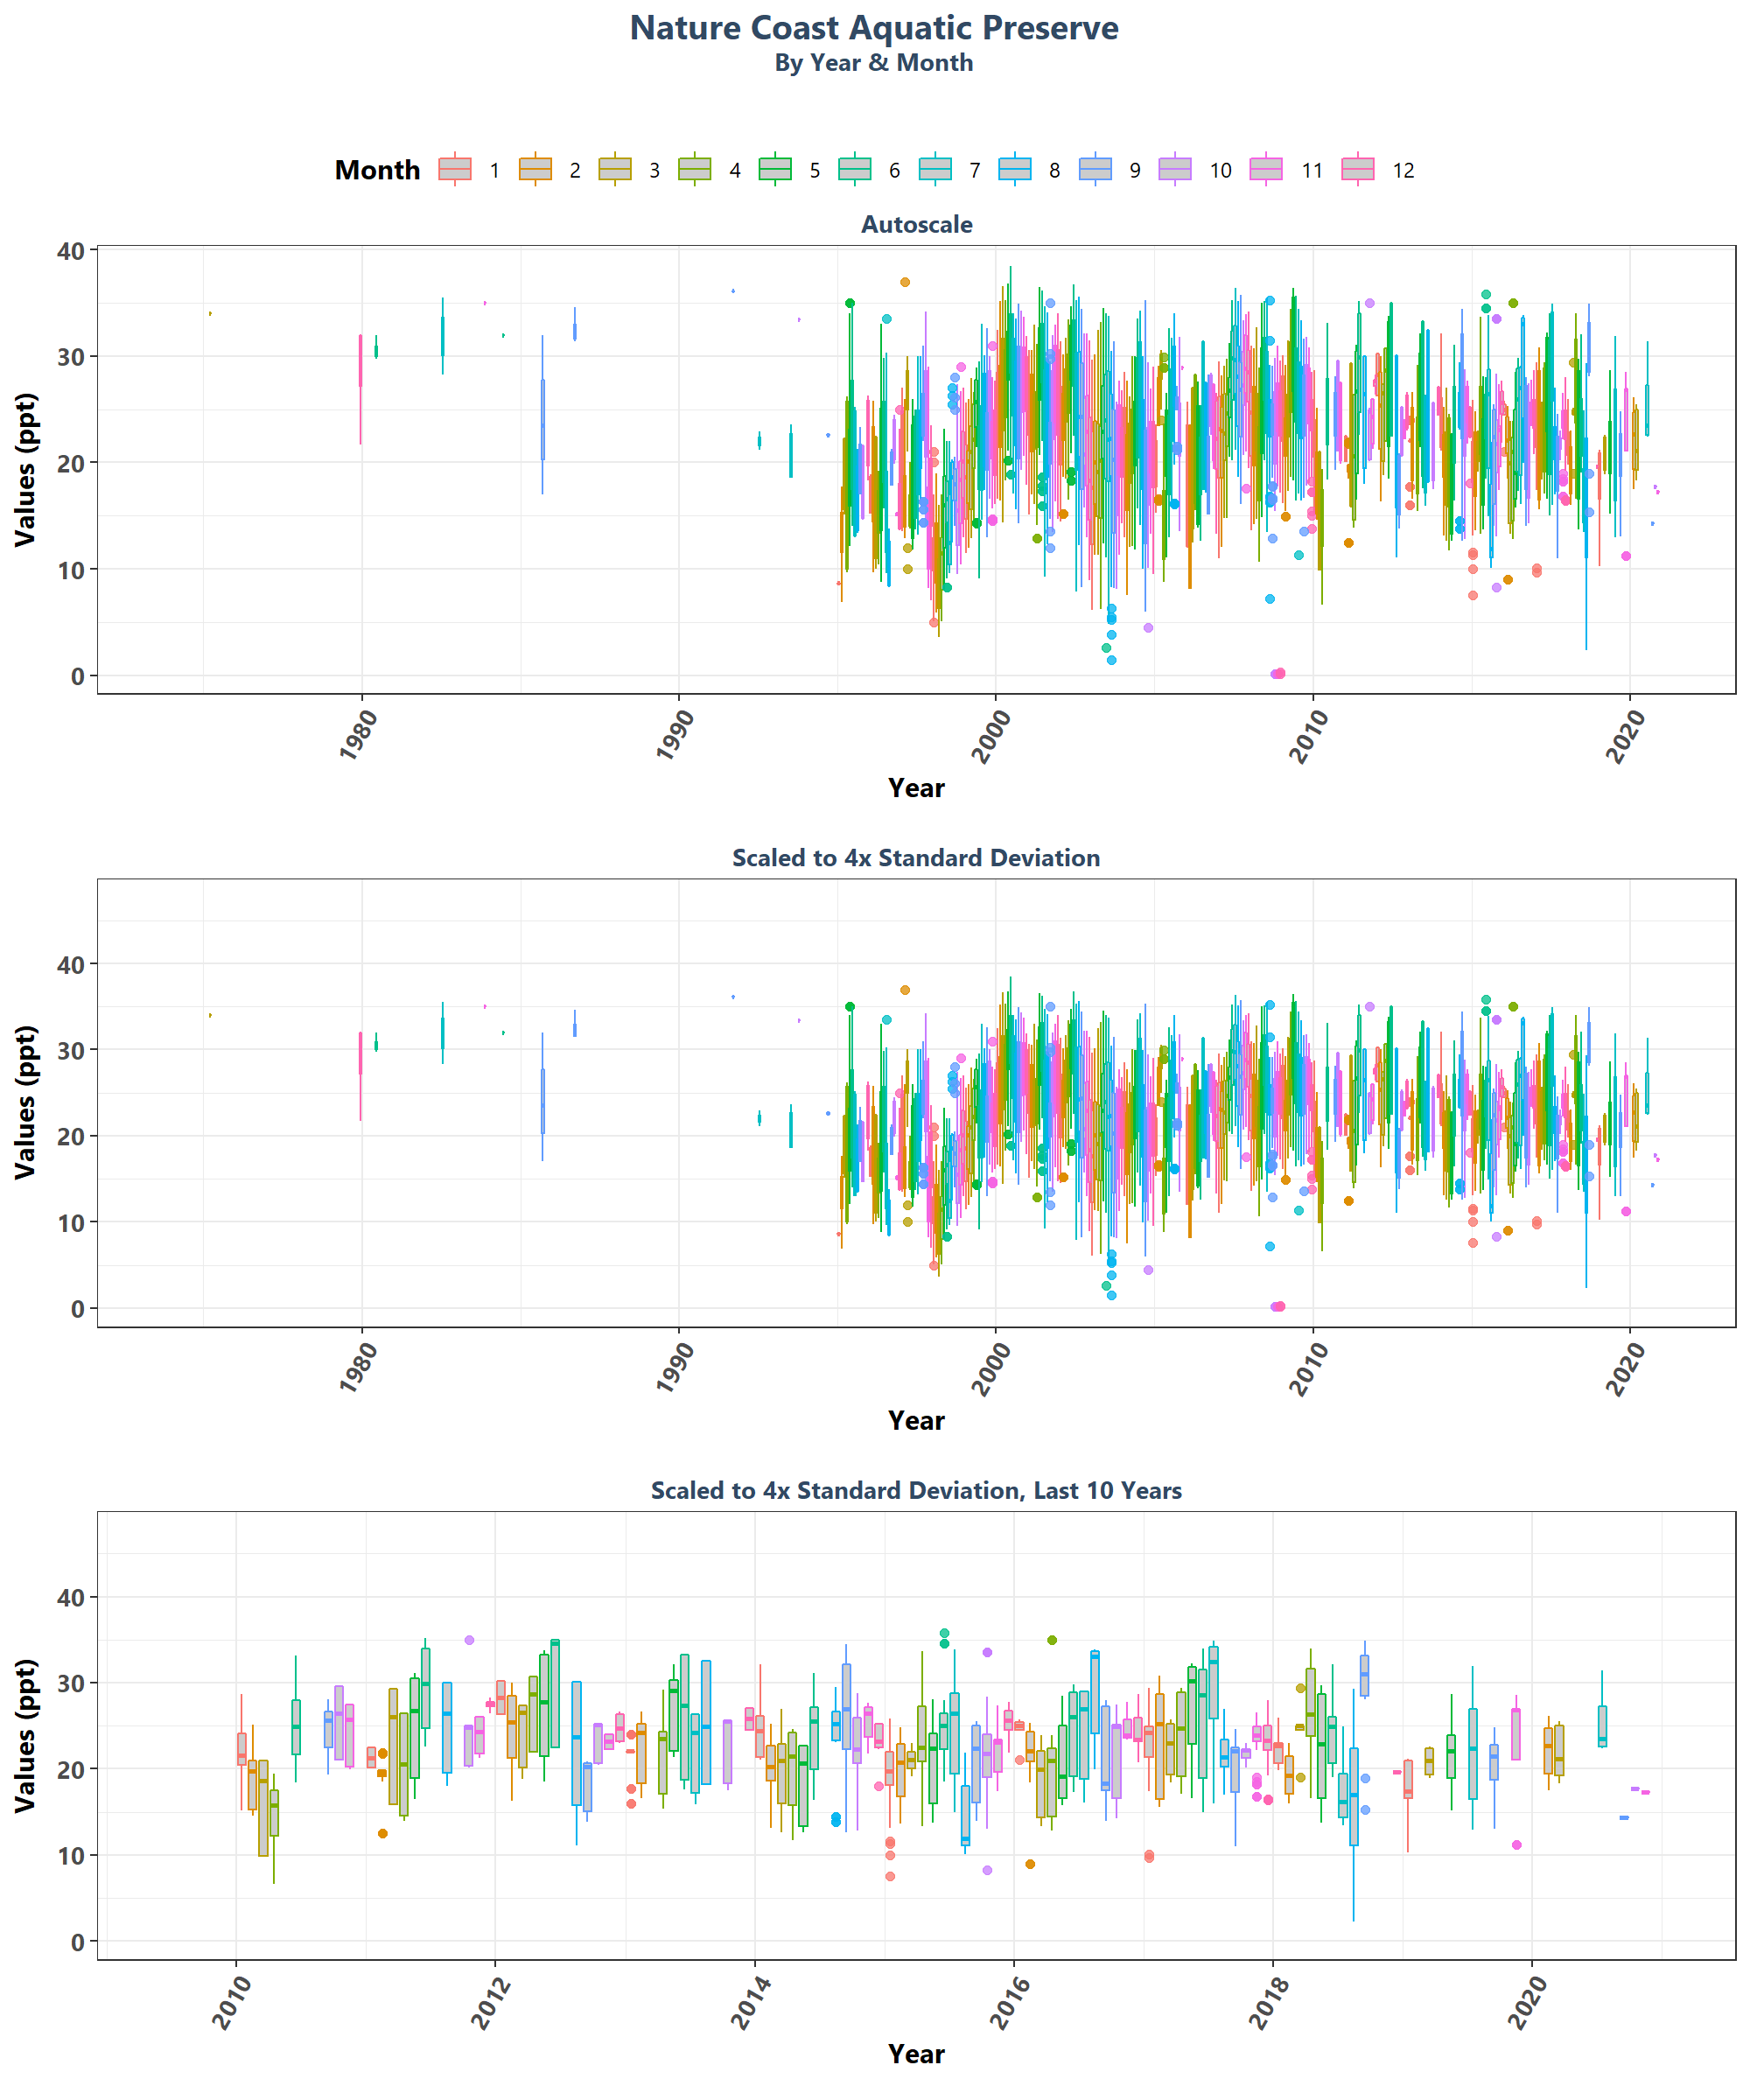 Nature Coast Aquatic Preserve
By Year & Month
Month 1 2 3 4 5 6 7 8 9 10 11 12
Autoscale
Values (ppt)
40
30
20
10
0
1980 1990 2000 2010 2020
Year
Scaled to 4x Standard Deviation
Values (ppt)
40
30
20
10
0
1980 1990 2000 2010 2020
Year
Scaled to 4x Standard Deviation, Last 10 Years
Values (ppt)
40
30
20
10
0
2010 2012 2014 2016 2018 2020
Year